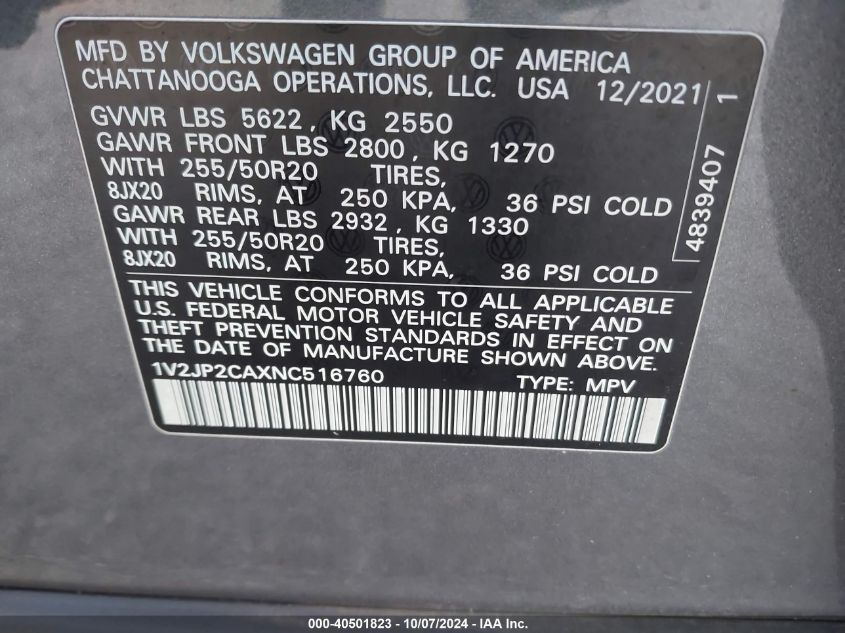 MFD BY VOLKSWAGEN GROUP OF AMERICA
CHATTANOOGA OPERATIONS, LLC. USA 12/2021
GVWR LBS 5622, KG 2550
GAWR FRONT LBS 2800, KG 1270
WITH 255/50R20 TIRES,
8JX20 RIMS, AT 250 KPA, 36 PSI COLD
GAWR REAR LBS 2932, KG 1330
WITH 255/50R20 TIRES,
8JX20 RIMS, AT 250 KPA, 36 PSI COLD
THIS VEHICLE CONFORMS TO ALL APPLICABLE
U.S. FEDERAL MOTOR VEHICLE SAFETY AND
THEFT PREVENTION STANDARDS IN EFFECT ON
THE DATE OF MANUFACTURE SHOWN ABOVE.
1V2JP2CAXNC516760 TYPE: MPV
4839407 1
000-40501823 - 10/07/2024 - IAA Inc.